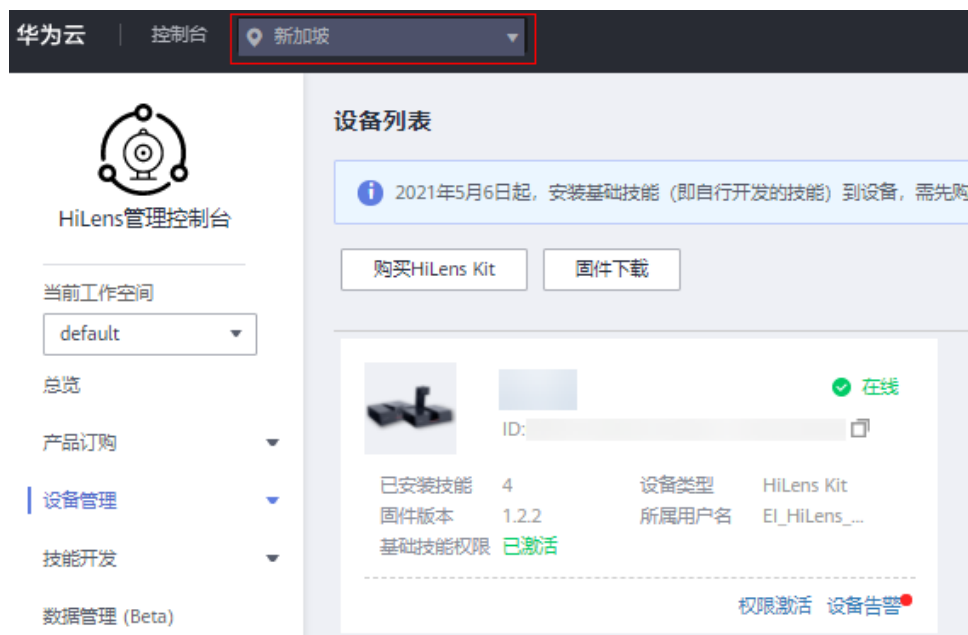 华为云 控制台 新加坡
设备列表
2021年5月6日起，安装基础技能（即自行开发的技能）到设备，需先购
HiLens管理控制台
购买HiLens Kit 固件下载
当前工作空间
default
总览
产品订购
设备管理
技能开发
数据管理 (Beta)
在线
ID:
已安装技能 4 设备类型 HiLens Kit
固件版本 1.2.2 所属用户名 EI_HiLens_...
基础技能权限 已激活
权限激活 设备告警